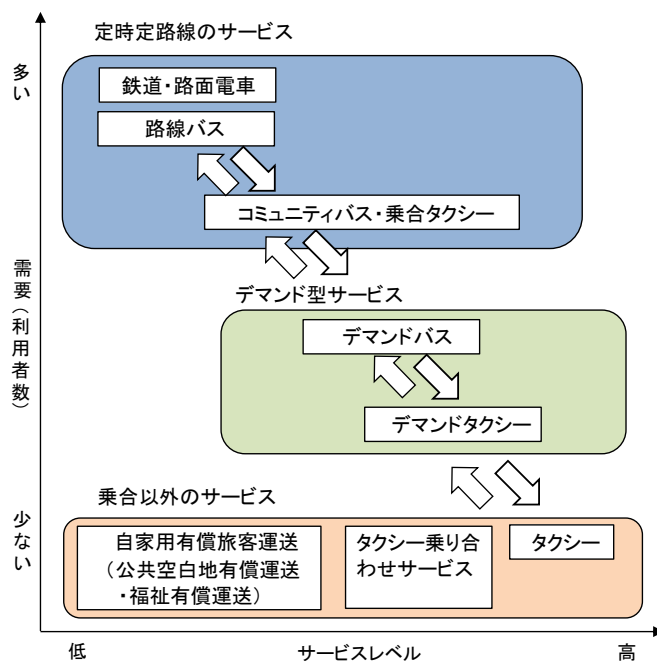 定時定路線のサービス
多い
鉄道・路面電車
路線バス
コミュニティバス・乗合タクシー
需要(利用者数)
デマンド型サービス
デマンドバス
デマンドタクシー
乗合以外のサービス
少ない
自家用有償旅客運送
(公共空白地有償運送
・福祉有償運送)
タクシー乗り合
わせサービス
タクシー
低
サービスレベル
高